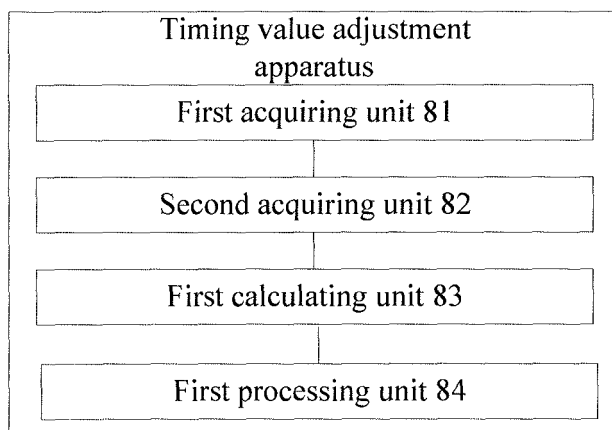 Timing value adjustment
apparatus
First acquiring unit 81
Second acquiring unit 82
First calculating unit 83
First processing unit 84